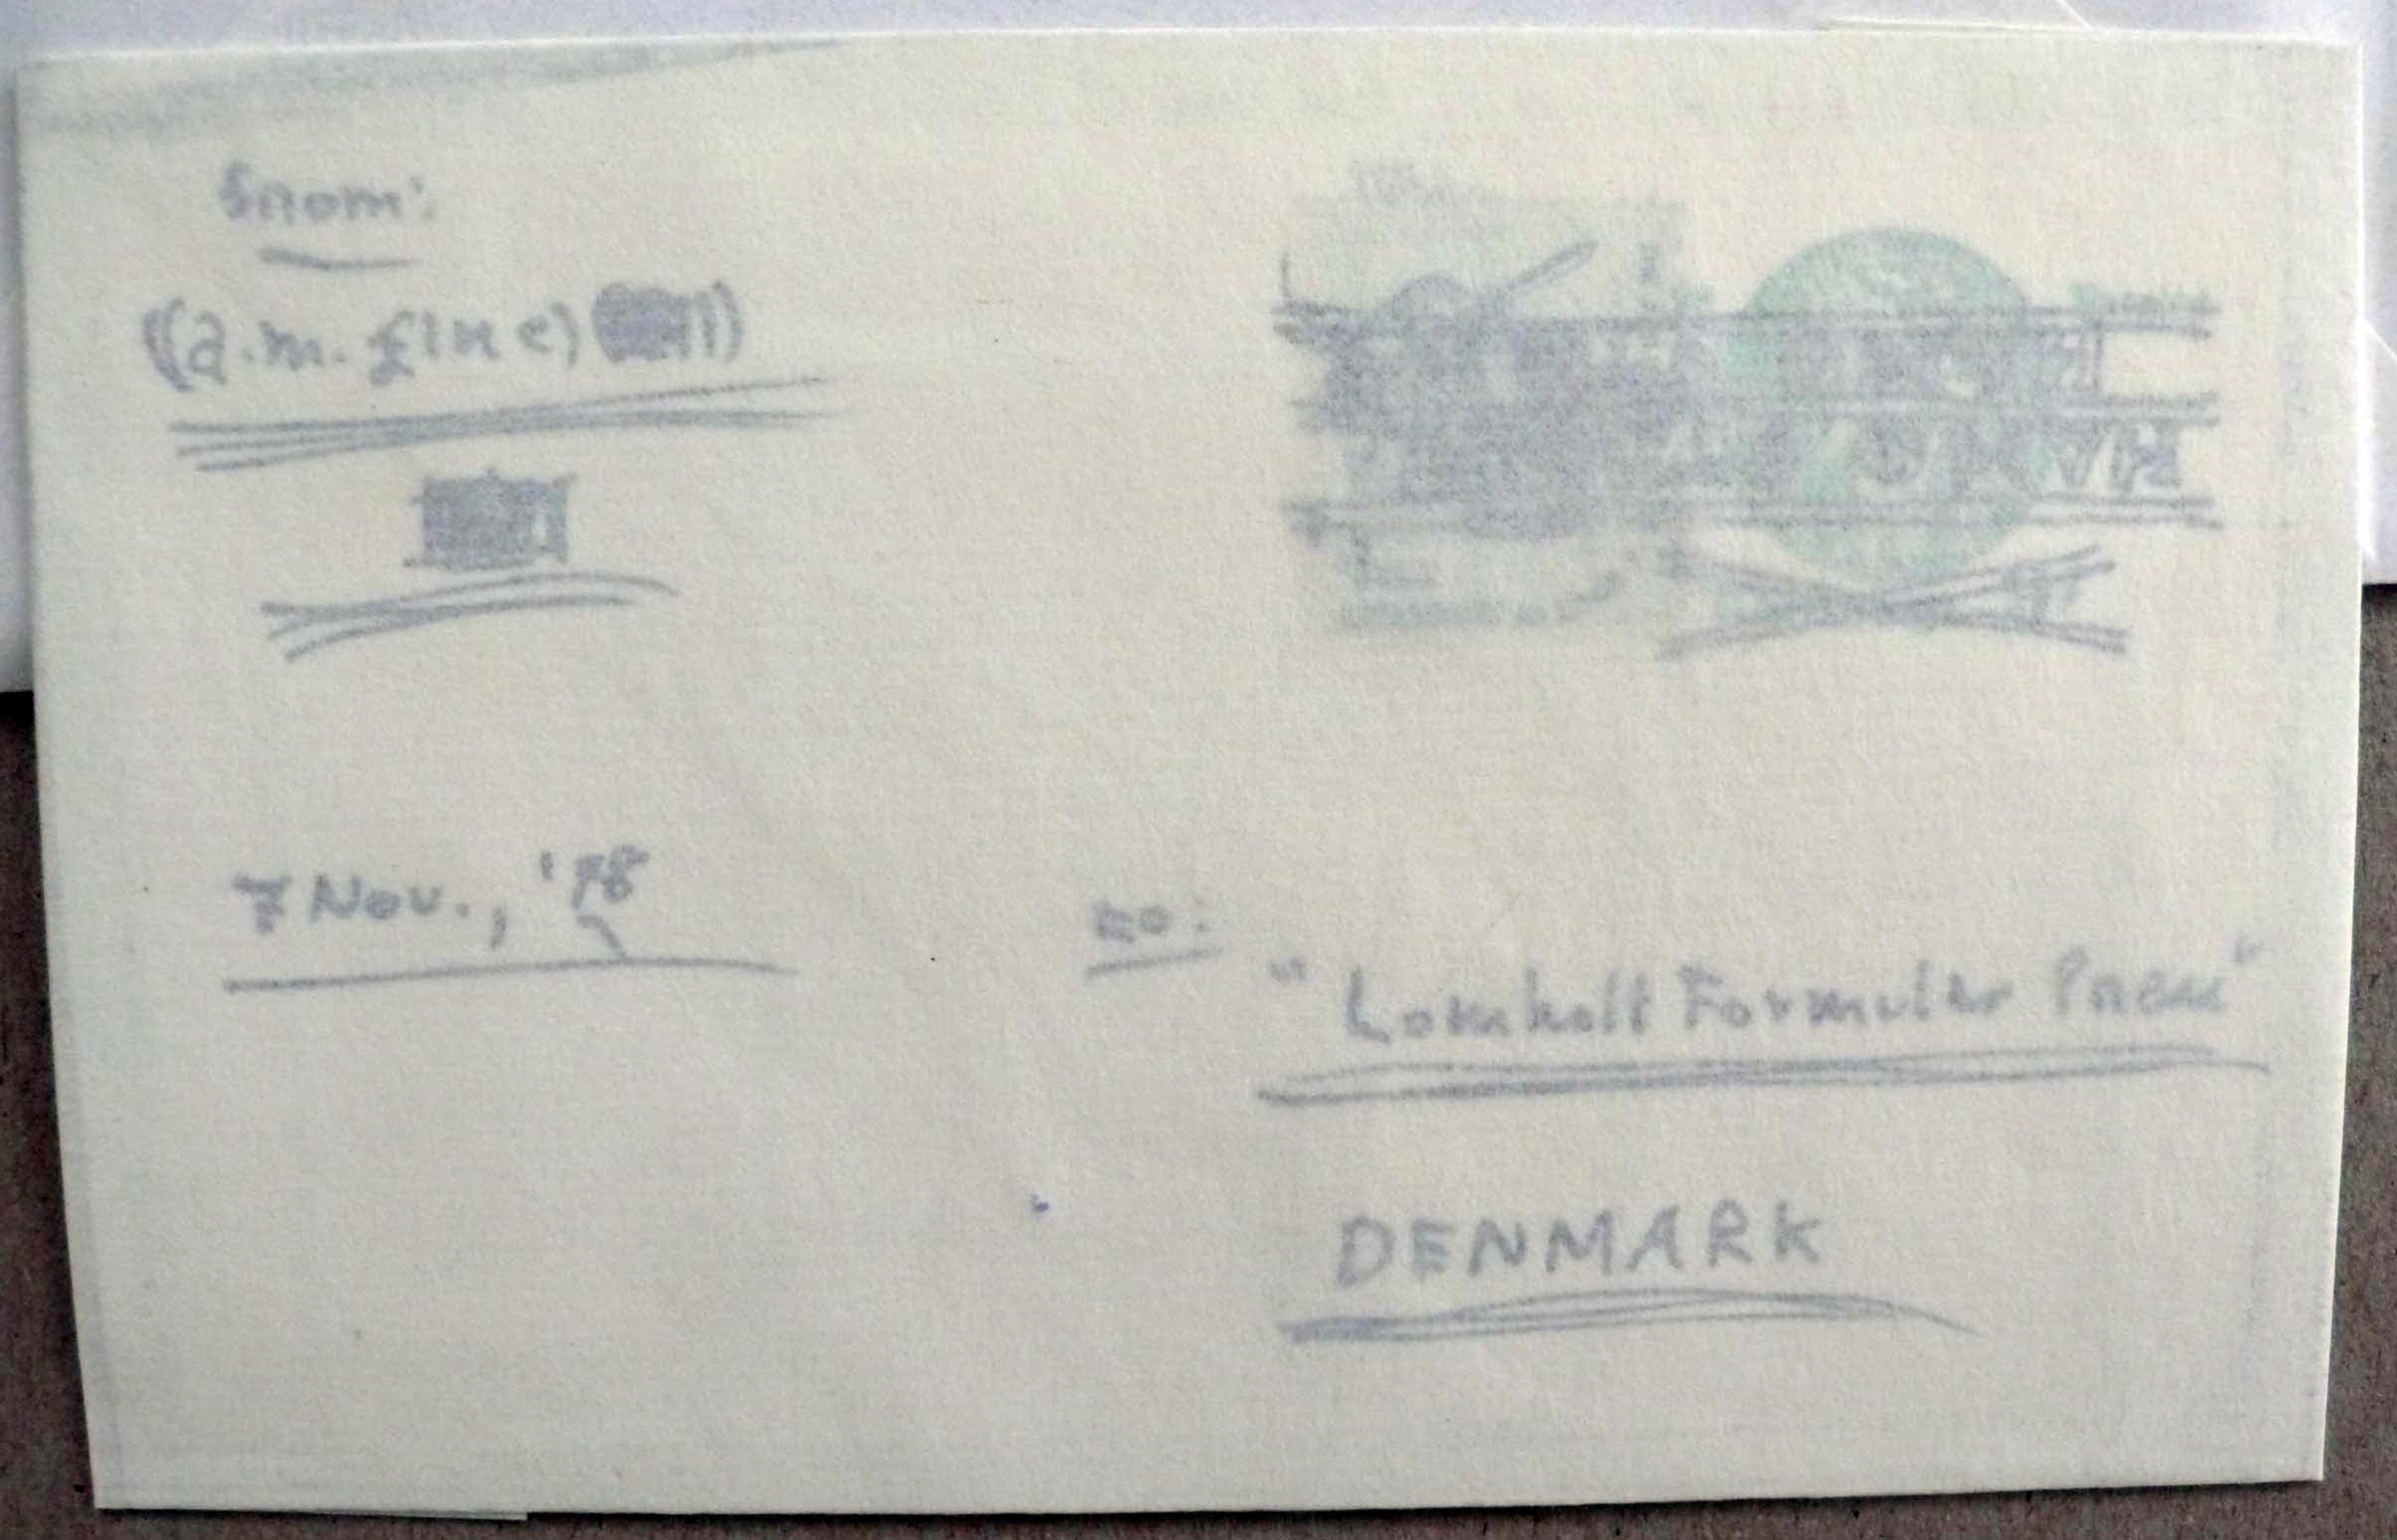 from:
((a.m. fine)
7 Nov., '78
to:
"Lomholt Formular Press"
DENMARK